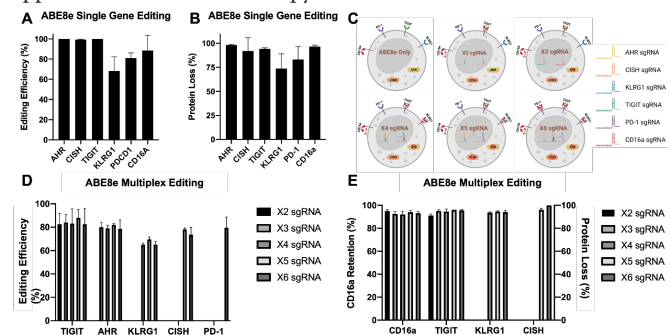 A ABE8e Single Gene Editing
Editing Efficiency (%)
100
80
60
40
20
0
AHR
CISH
TIGIT
KLRG1
PDCD1
CD16A
B ABE8e Single Gene Editing
Protein Loss (%)
100
75
50
25
0
AHR
CISH
TIGIT
KLRG1
PD-1
CD16a
C
ABE8e Only
X2 sgRNA
X3 sgRNA
X4 sgRNA
X5 sgRNA
X6 sgRNA
AHR sgRNA
CISH sgRNA
KLRG1 sgRNA
TIGIT sgRNA
PD-1 sgRNA
CD16a sgRNA
D ABE8e Multiplex Editing
Editing Efficiency
(%)
100
80
60
40
20
0
TIGIT AHR KLRG1 CISH PD-1
X2 sgRNA
X3 sgRNA
X4 sgRNA
X5 sgRNA
X6 sgRNA
E ABE8e Multiplex Editing
CD16a Retention (%)
100
80
60
40
20
0
CD16a TIGIT KLRG1 CISH
100
80
60
40
20
0
Protein Loss (%)
X2 sgRNA
X3 sgRNA
X4 sgRNA
X5 sgRNA
X6 sgRNA